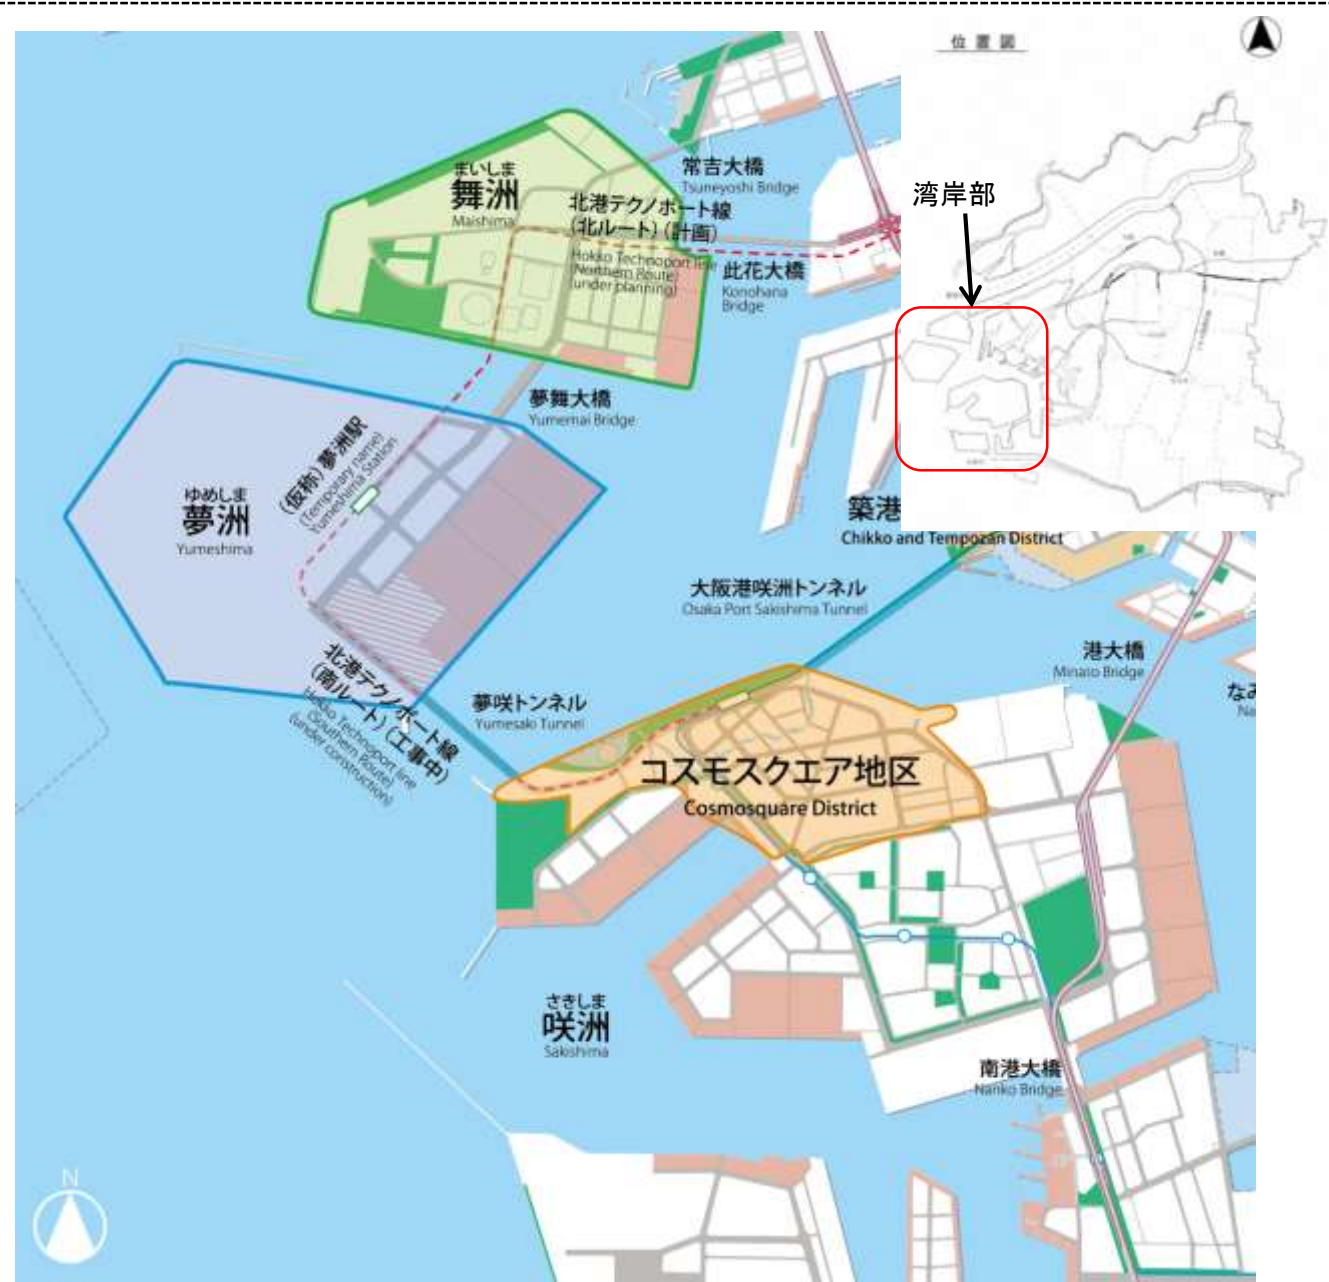 位置図
湾岸部
常吉大橋
Tsuneyoshi Bridge
まいしま
舞洲
Maishima
北港テクノポート線
(北ルート)(計画)
Hokko Technoport line
(Northern Route)
(under planning)
此花大橋
Konohana
Bridge
夢舞大橋
Yumemai Bridge
(仮称)夢洲駅
(Temporary name)
Yumeshima Station
ゆめしま
夢洲
Yumeshima
築港
Chikko and Tempozan District
大阪港咲洲トンネル
Osaka Port Sakishima Tunnel
港大橋
Minato Bridge
なみ
Na
北港テクノポート線
(南ルート)(工事中)
Hokko Technoport line
(Southern Route)
(under construction)
夢咲トンネル
Yumesaki Tunnel
コスモスクエア地区
Cosmosquare District
さきしま
咲洲
Sakishima
南港大橋
Nanko Bridge
N